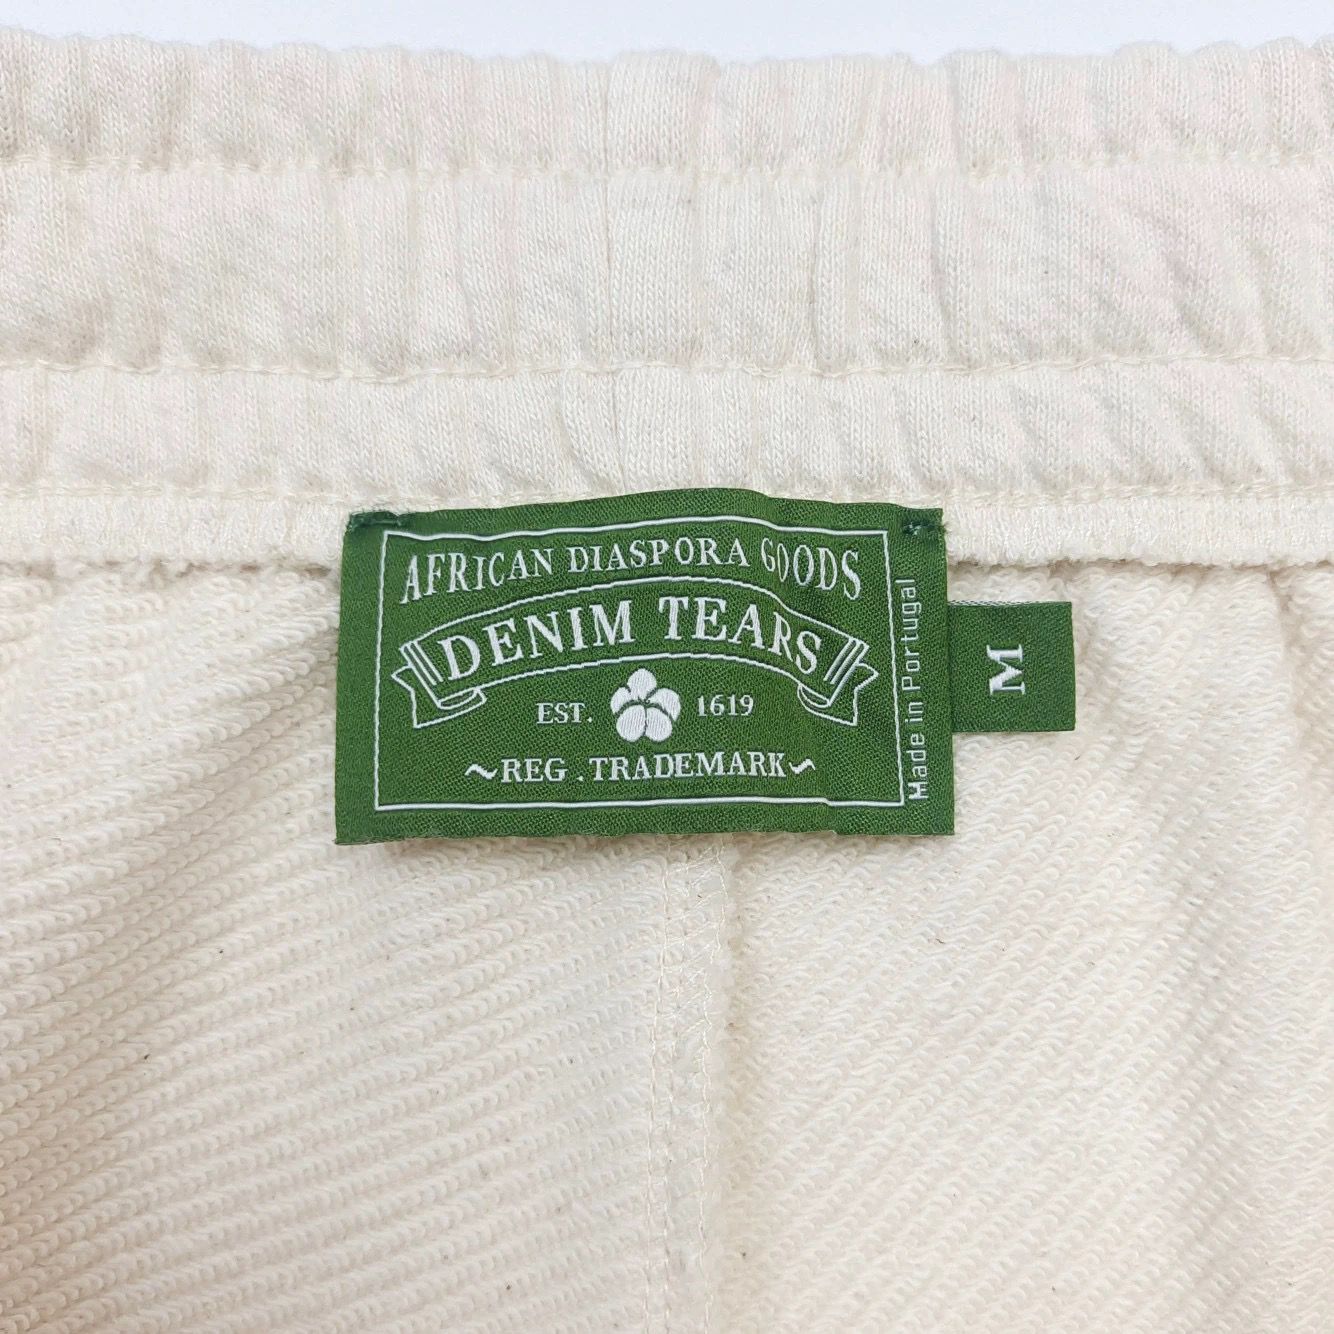 AFRICAN DIASPORA GOODS
DENIM TEARS
EST. 1619
~REG . TRADEMARK~
Made in Portugal
M